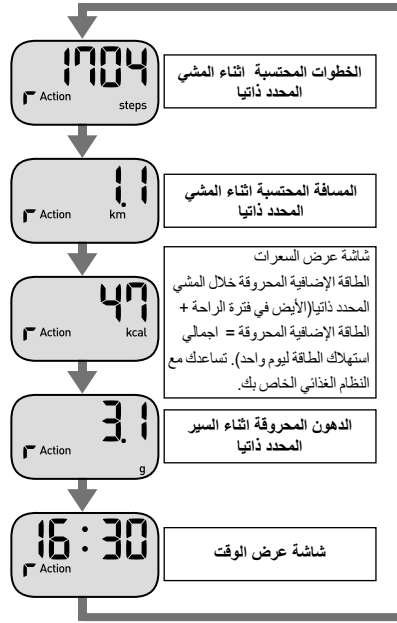 1704
Action
steps
الخطوات المحتسبة اثناء المشي
المحدد ذاتيا
1.1
Action
km
المسافة المحتسبة اثناء المشي
المحدد ذاتيا
47
Action
kcal
شاشة عرض السعرات
الطاقة الإضافية المحروقة خلال المشي
المحدد ذاتيا(الأيض في فترة الراحة +
الطاقة الإضافية المحروقة = اجمالي
استهلاك الطاقة ليوم واحد). تساعدك مع
النظام الغذائي الخاص بك.
3.1
Action
g
الدهون المحروقة اثناء السير
المحدد ذاتيا
16:30
Action
شاشة عرض الوقت